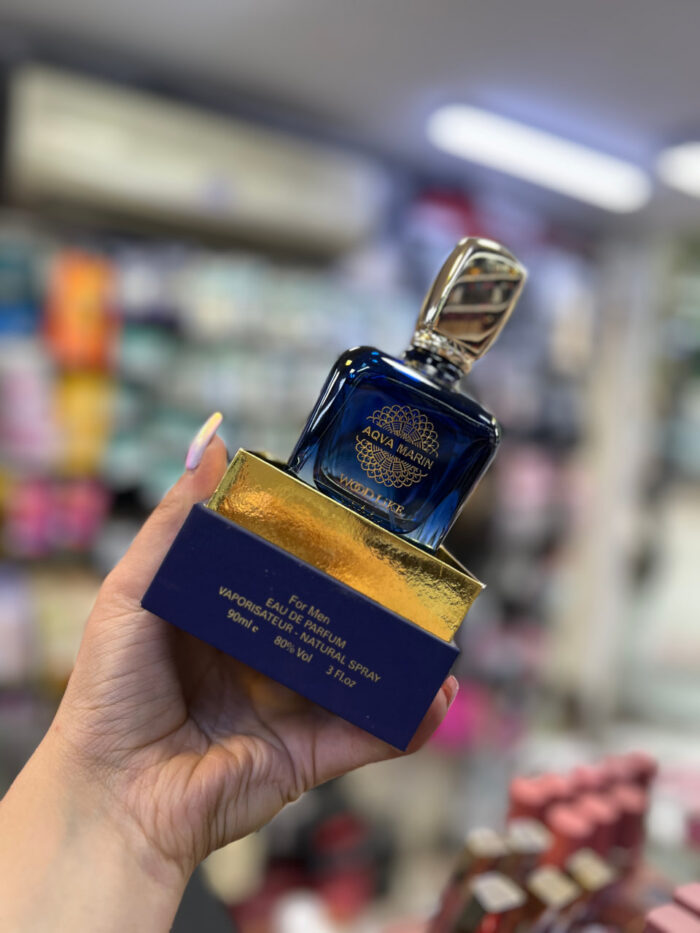 AQVA MARIN
WOODLiKE
For Men
EAU DE PARFUM
VAPORISATEUR - NATURAL SPRAY
90ml e 80% Vol 3 Fl.oz